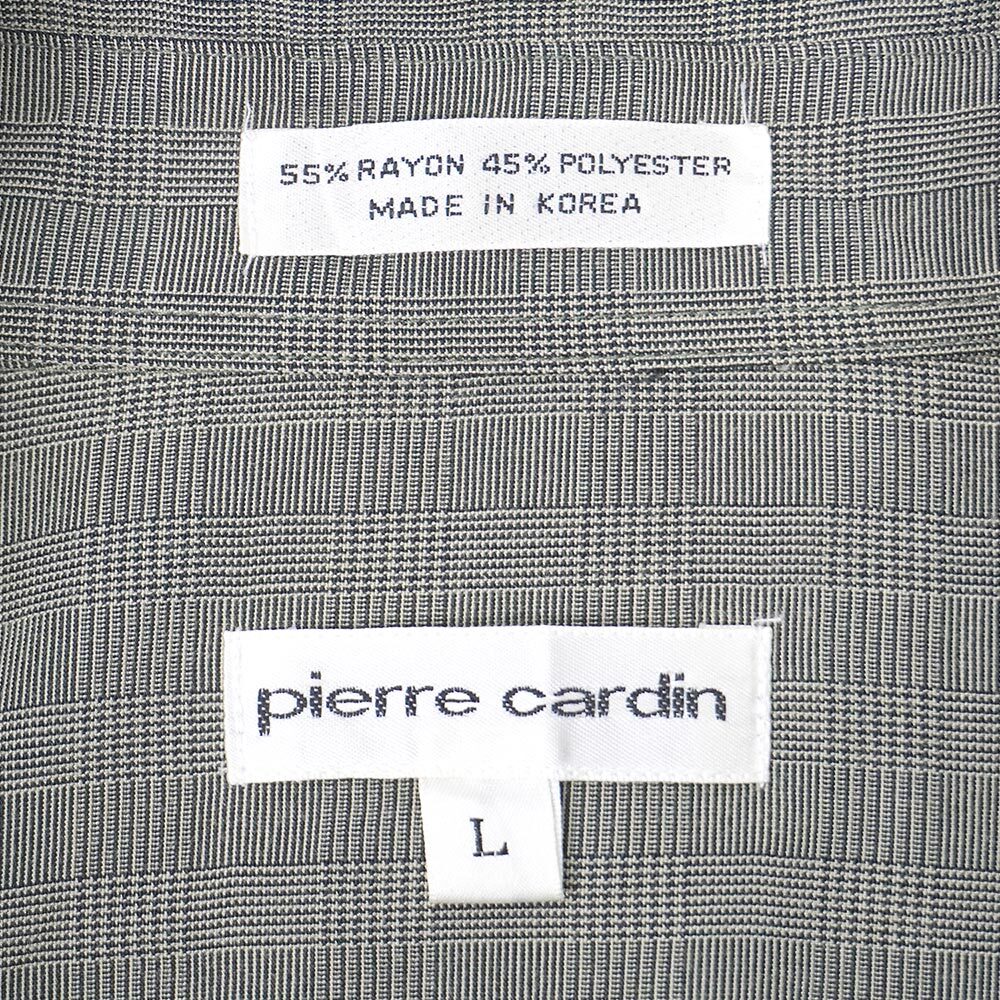 55% RAYON 45% POLYESTER
MADE IN KOREA
pierre cardin
L